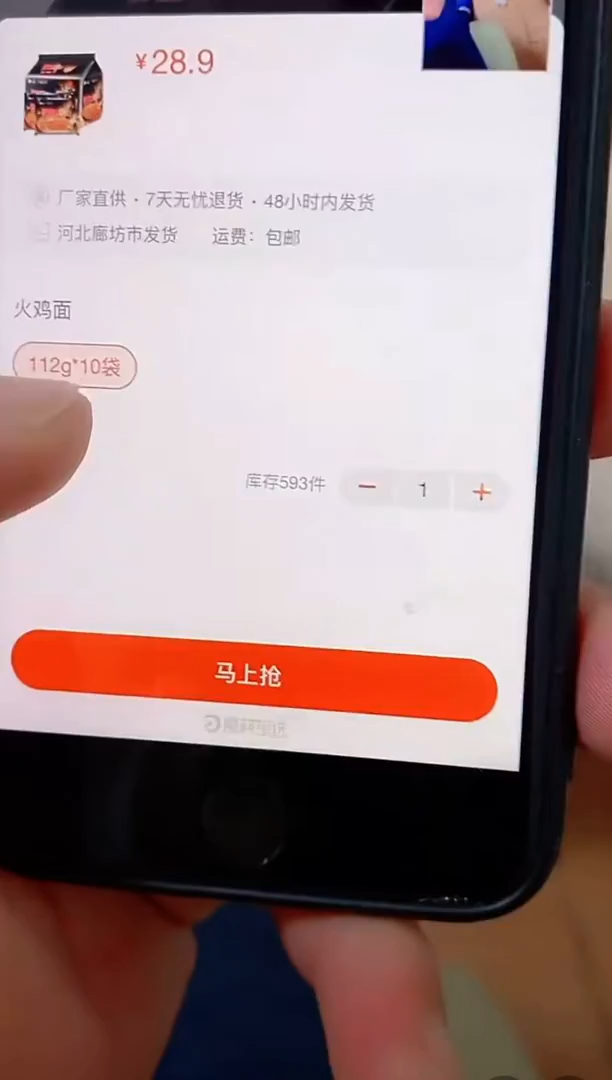 ¥28.9
厂家直供 · 7天无忧退货 · 48小时内发货
河北廊坊市发货 运费：包邮
火鸡面
112g*10袋
库存593件 − 1 +
马上抢